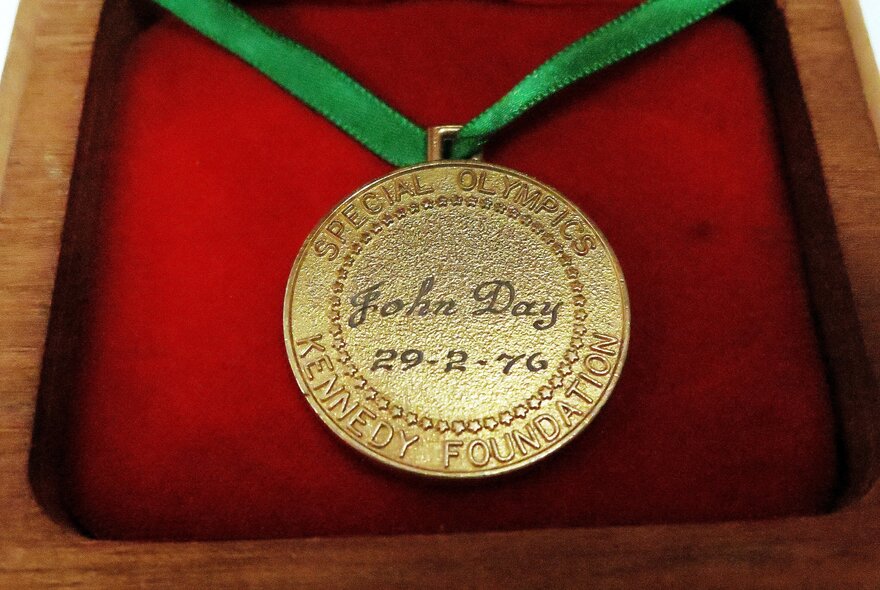 SPECIAL OLYMPICS
John Day
29-2-76
KENNEDY FOUNDATION